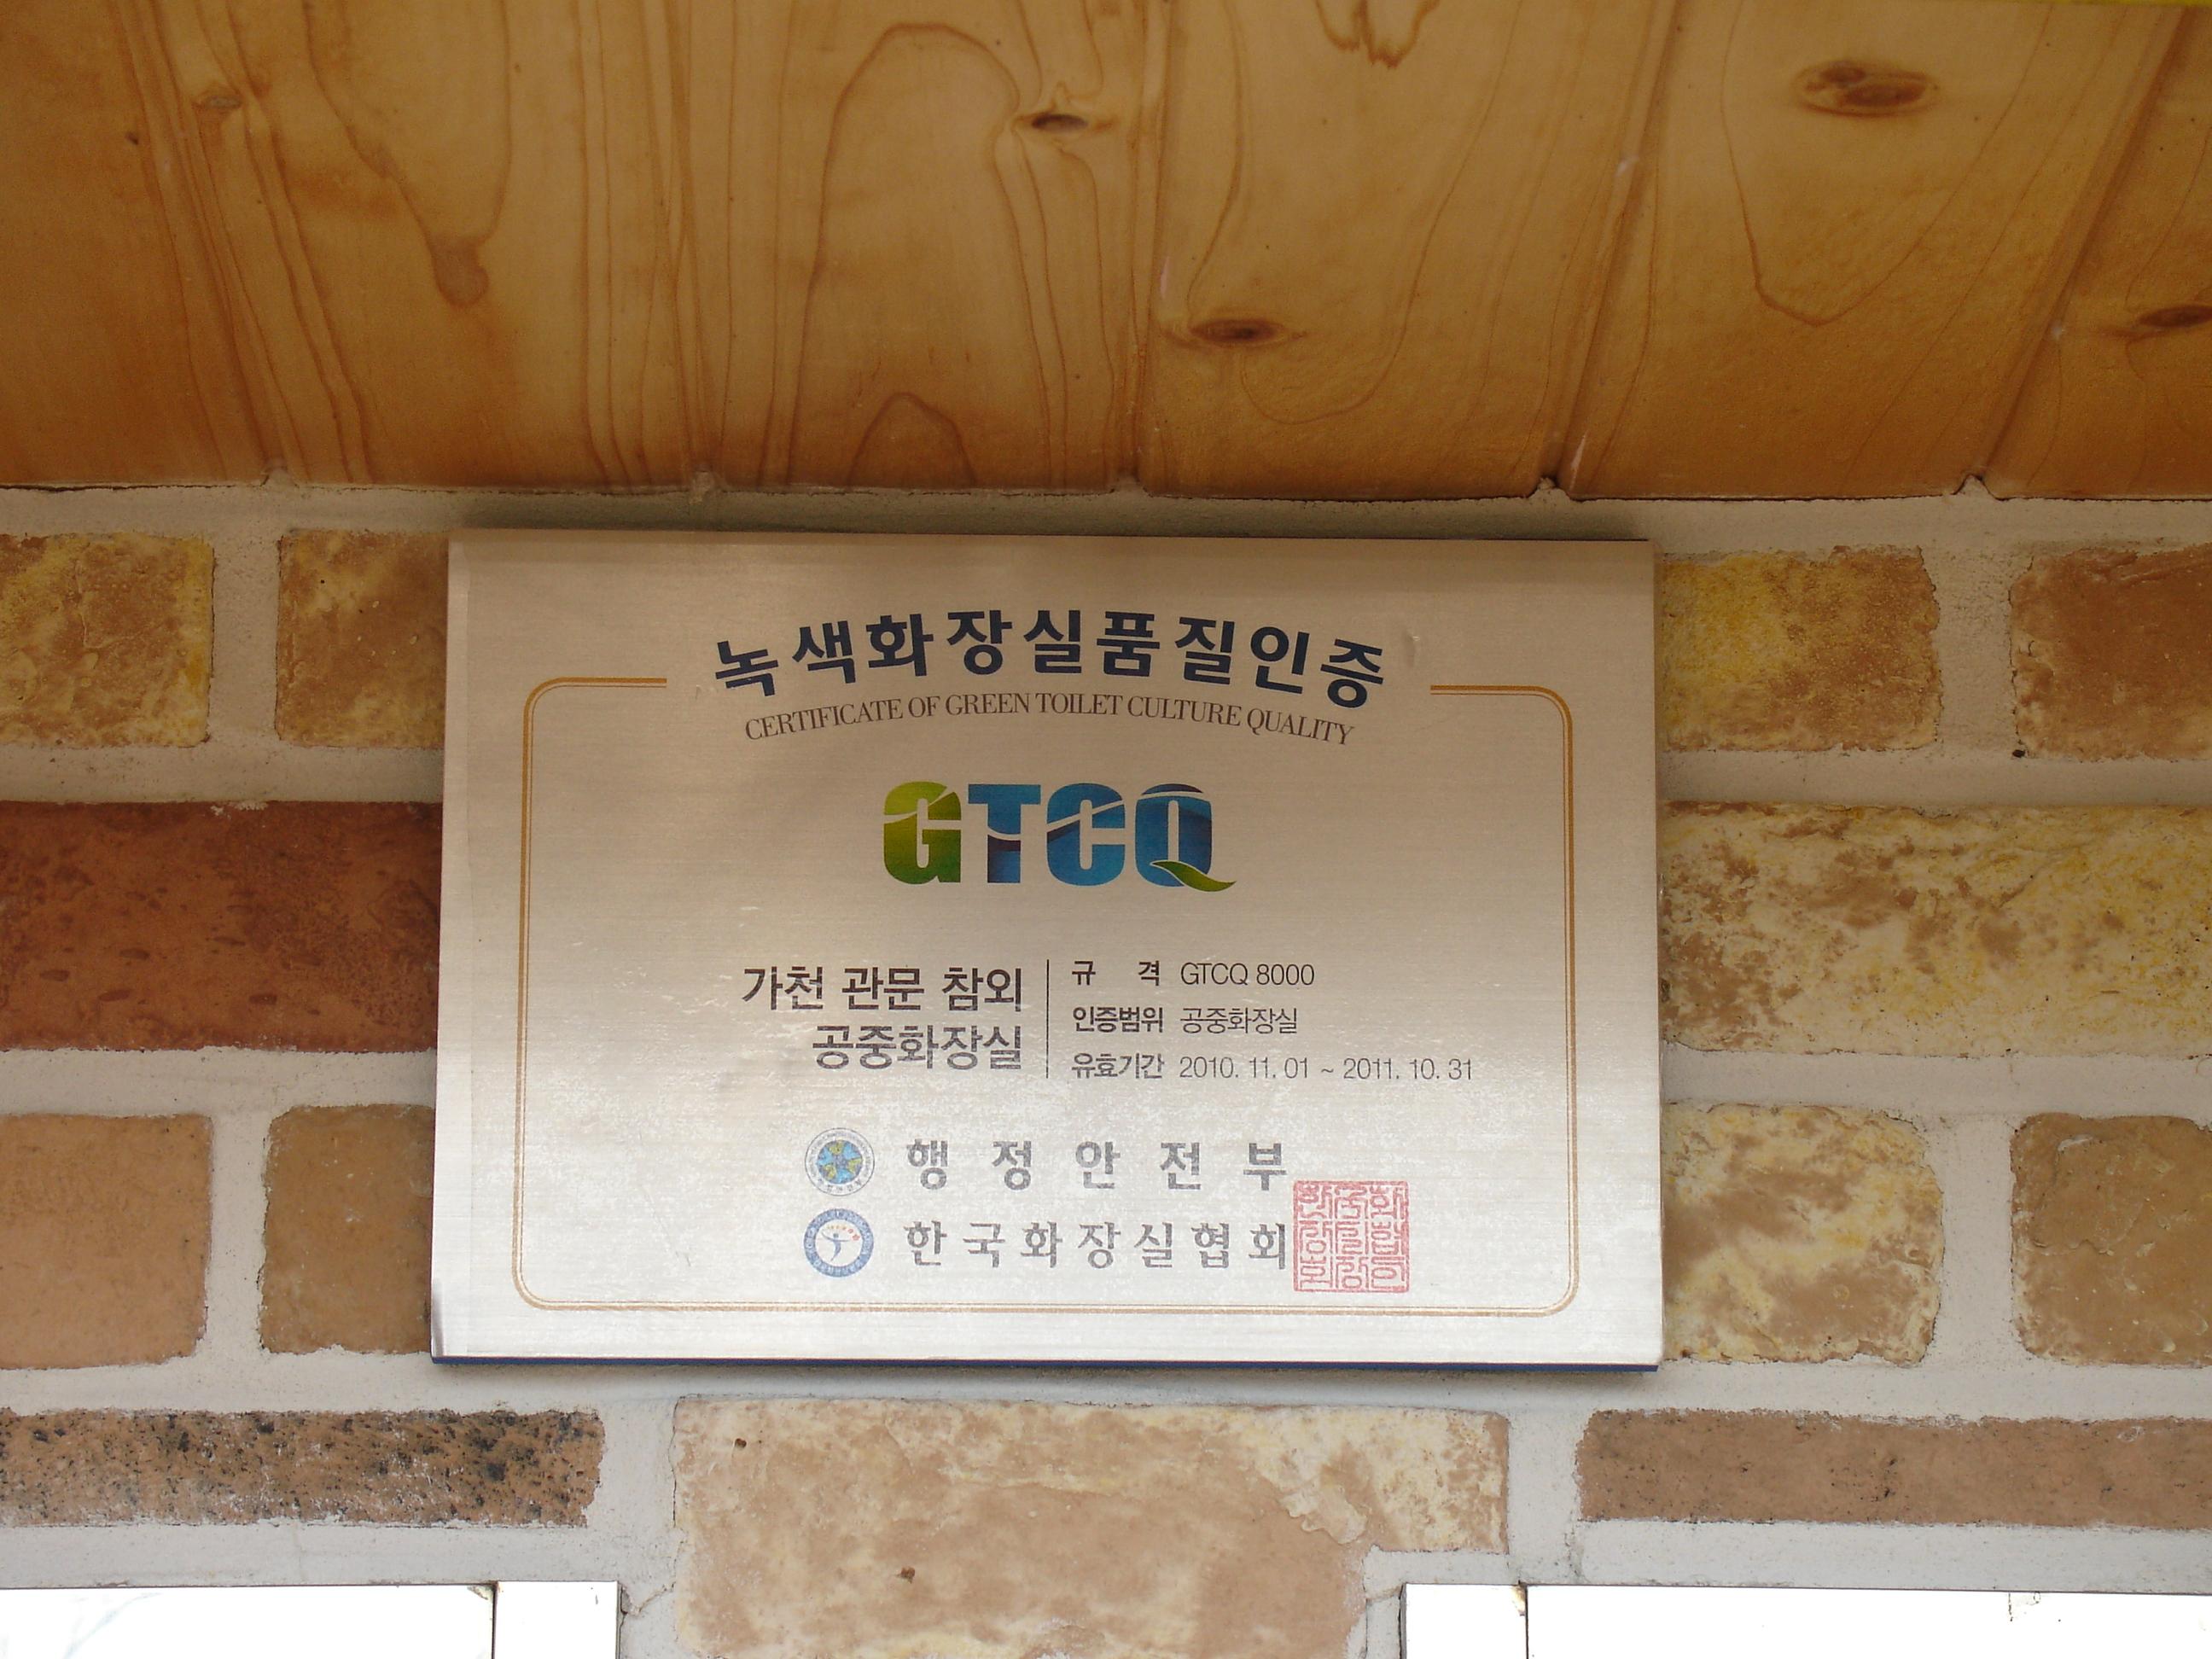 녹색화장실품질인증
CERTIFICATE OF GREEN TOILET CULTURE QUALITY
GTCQ
가천 관문 참외
공중화장실
규 격 GTCQ 8000
인증범위 공중화장실
유효기간 2010. 11. 01 ~ 2011. 10. 31
행정안전부
한국화장실협회